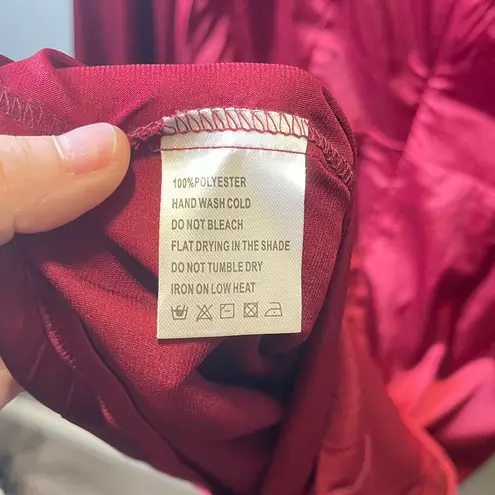 100%POLYESTER
HAND WASH COLD
DO NOT BLEACH
FLAT DRYING IN THE SHADE
DO NOT TUMBLE DRY
IRON ON LOW HEAT